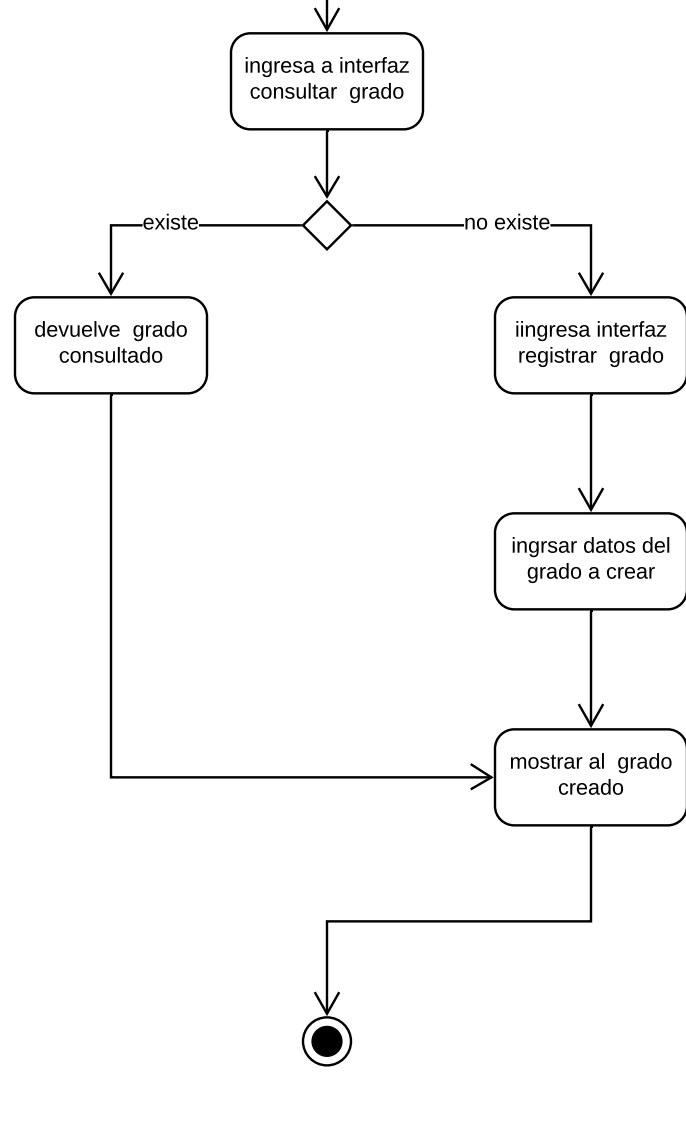 ingresa a interfaz
consultar  grado
existe
no existe
devuelve  grado
consultado
iingresa interfaz
registrar  grado
ingrsar datos del
grado a crear
mostrar al  grado
creado